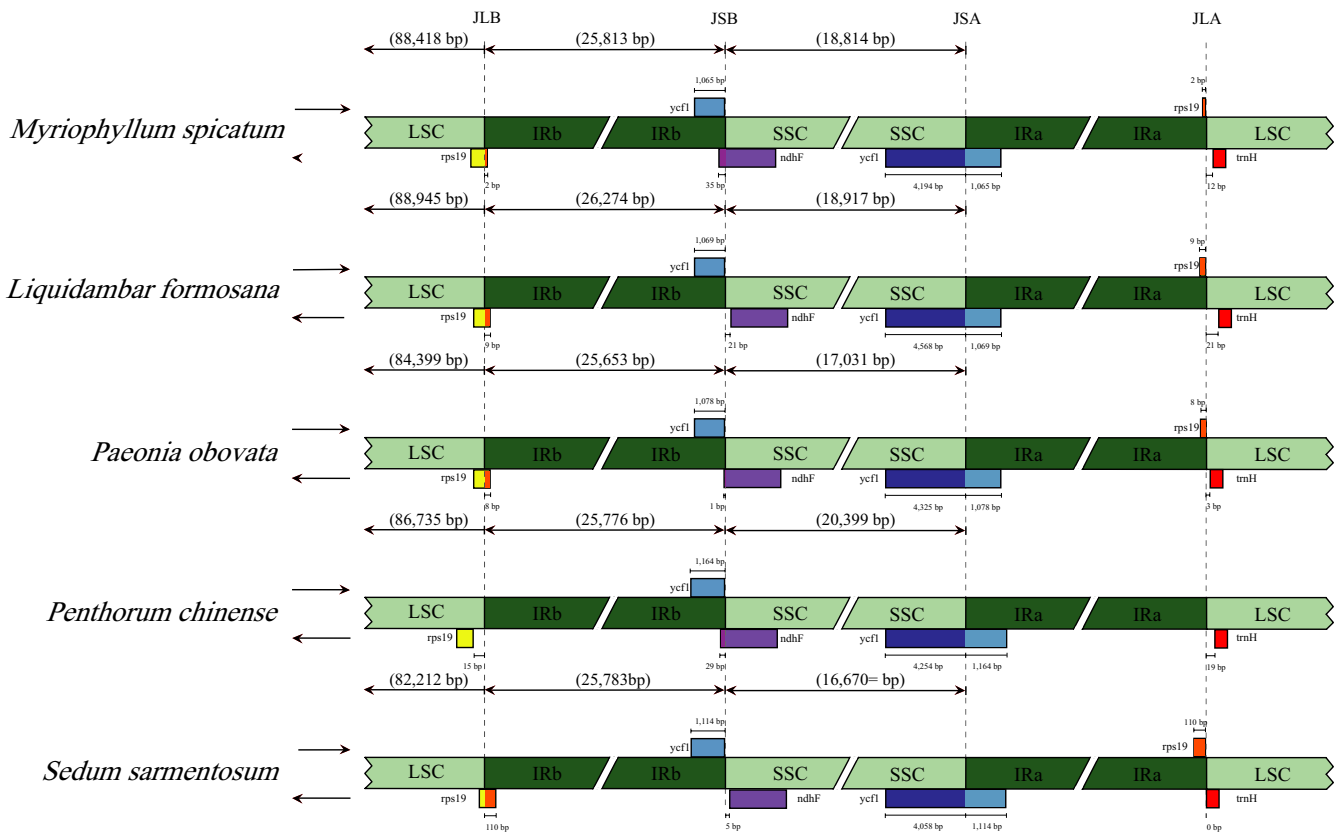 JLB JSB JSA JLA
(88,418 bp) (25,813 bp) (18,814 bp)
1,065 bp 2 bp
ycf1 rps19
Myriophyllum spicatum LSC IRb IRb SSC SSC IRa IRa LSC
rps19 ndhF ycf1 trnH
2 bp 35 bp 4,194 bp 1,065 bp 12 bp
(88,945 bp) (26,274 bp) (18,917 bp)
1,069 bp 9 bp
ycf1 rps19
Liquidambar formosana LSC IRb IRb SSC SSC IRa IRa LSC
rps19 ndhF ycf1 trnH
9 bp 21 bp 4,568 bp 1,069 bp 21 bp
(84,399 bp) (25,653 bp) (17,031 bp)
1,078 bp 8 bp
ycf1 rps19
Paeonia obovata LSC IRb IRb SSC SSC IRa IRa LSC
rps19 ndhF ycf1 trnH
8 bp 1 bp 4,325 bp 1,078 bp 3 bp
(86,735 bp) (25,776 bp) (20,399 bp)
1,164 bp
ycf1
Penthorum chinense LSC IRb IRb SSC SSC IRa IRa LSC
rps19 ndhF ycf1 trnH
15 bp 29 bp 4,254 bp 1,164 bp 19 bp
(82,212 bp) (25,783bp) (16,670= bp)
1,114 bp 110 bp
ycf1 rps19
Sedum sarmentosum LSC IRb IRb SSC SSC IRa IRa LSC
rps19 ndhF ycf1 trnH
110 bp 5 bp 4,058 bp 1,114 bp 0 bp